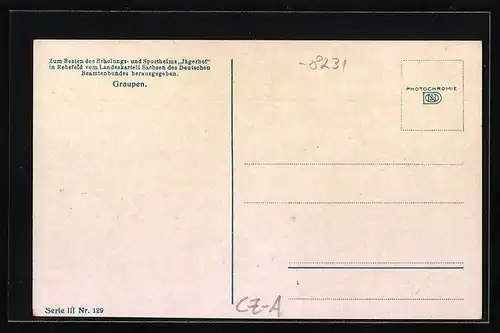 Zum Besten des Erholungs- und Sportheims „Jägerhof“
in Rehefeld vom Landeskartell Sachsen des Deutschen
Beamtenbundes herausgegeben.
Graupen.
-8231
PHOTOCHROMIE
Serie III Nr. 129
CZ-A